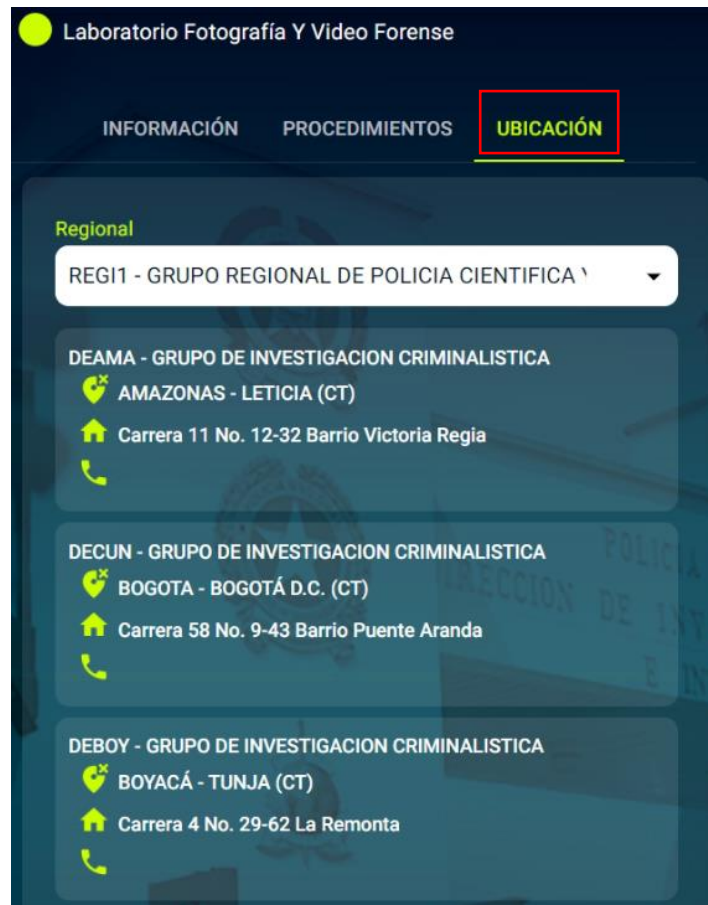 Laboratorio Fotografía Y Video Forense
INFORMACIÓN PROCEDIMIENTOS UBICACIÓN
Regional
REGI1 - GRUPO REGIONAL DE POLICIA CIENTIFICA
DEAMA - GRUPO DE INVESTIGACION CRIMINALISTICA
AMAZONAS - LETICIA (CT)
Carrera 11 No. 12-32 Barrio Victoria Regia
DECUN - GRUPO DE INVESTIGACION CRIMINALISTICA
BOGOTA - BOGOTÁ D.C. (CT)
Carrera 58 No. 9-43 Barrio Puente Aranda
POLICIA
DIRECCION DE
E
DEBOY - GRUPO DE INVESTIGACION CRIMINALISTICA
BOYACÁ - TUNJA (CT)
Carrera 4 No. 29-62 La Remonta